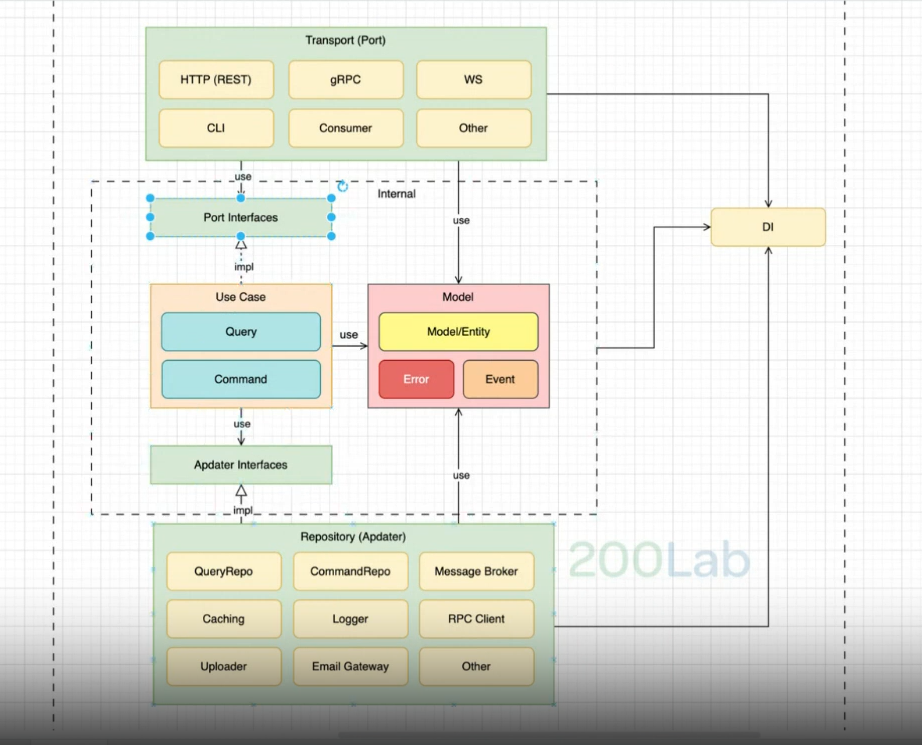 Transport (Port)
HTTP (REST)
gRPC
WS
CLI
Consumer
Other
use
Internal
Port Interfaces
use
DI
impl
Use Case
Model
Query
use
Model/Entity
Command
Error
Event
use
Apdater Interfaces
use
impl
Repository (Apdater)
200Lab
QueryRepo
CommandRepo
Message Broker
Caching
Logger
RPC Client
Uploader
Email Gateway
Other